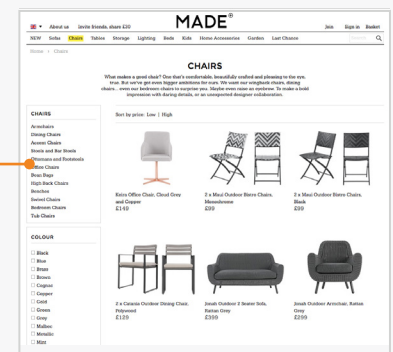 MADE®
About us Invite friends, share £20
Join Sign in Basket
NEW Sofas Chairs Tables Storage Lighting Beds Kids Home Accessories Garden Last Chance
Home > Chairs
CHAIRS
What makes a good chair? One that's comfortable, beautifully crafted and pleasing to the eye,
true. But we've got even bigger ambitions for ours. We want our wingback chairs, dining
chairs... even our bedroom chairs to surprise you. Maybe even raise an eyebrow. To make a bold
impression with daring details, or an unexpected designer collaboration.
CHAIRS
Armchairs
Dining Chairs
Accent Chairs
Stools and Bar Stools
Ottomans and Footstools
Chairs
Bean Bags
High Back Chairs
Benches
Swivel Chairs
Bedroom Chairs
Tub Chairs
COLOUR
Black
Blue
Brass
Brown
Cognac
Copper
Gold
Green
Grey
Metallic
Mint
Sort by price: Low | High
Keira Office Chair, Cloud Grey
and Copper
£149
2 x Maui Outdoor Bistro Chairs,
Monochrome
£99
2 x Maui Outdoor Bistro Chairs,
Black
£99
2 x Catania Outdoor Dining Chair,
Polywood
£129
Jonah Outdoor 2 Seater Sofa,
Rattan Grey
£399
Jonah Outdoor Armchair, Rattan
Grey
£299